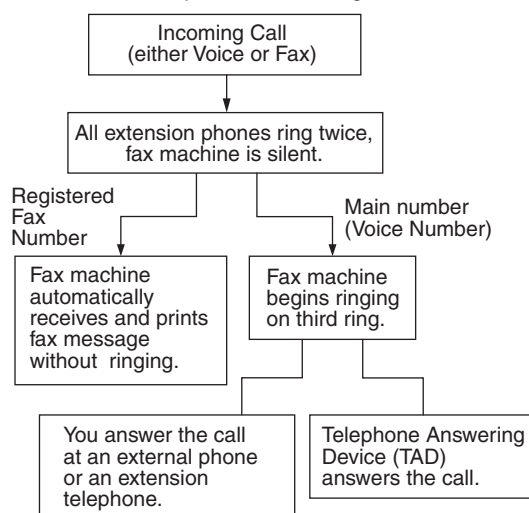 Incoming Call
(either Voice or Fax)
All extension phones ring twice,
fax machine is silent.
Registered
Fax
Number
Main number
(Voice Number)
Fax machine
automatically
receives and prints
fax message
without ringing.
Fax machine
begins ringing
on third ring.
You answer the call
at an external phone
or an extension
telephone.
Telephone Answering
Device (TAD)
answers the call.